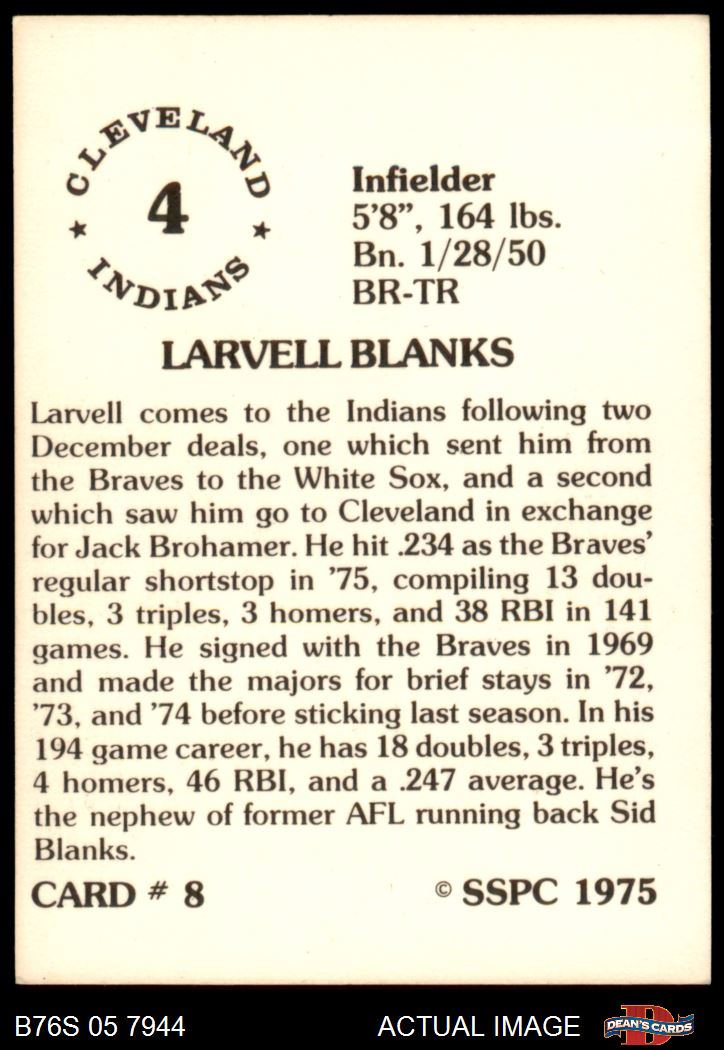 CLEVELAND
4
INDIANS
Infielder
5'8”, 164 lbs.
Bn. 1/28/50
BR-TR
LARVELL BLANKS
Larvell comes to the Indians following two
December deals, one which sent him from
the Braves to the White Sox, and a second
which saw him go to Cleveland in exchange
for Jack Brohamer. He hit .234 as the Braves’
regular shortstop in ’75, compiling 13 dou-
bles, 3 triples, 3 homers, and 38 RBI in 141
games. He signed with the Braves in 1969
and made the majors for brief stays in ’72,
’73, and ’74 before sticking last season. In his
194 game career, he has 18 doubles, 3 triples,
4 homers, 46 RBI, and a .247 average. He’s
the nephew of former AFL running back Sid
Blanks.
CARD # 8
© SSPC 1975
B76S 05 7944
ACTUAL IMAGE
D
DEAN'S CARDS